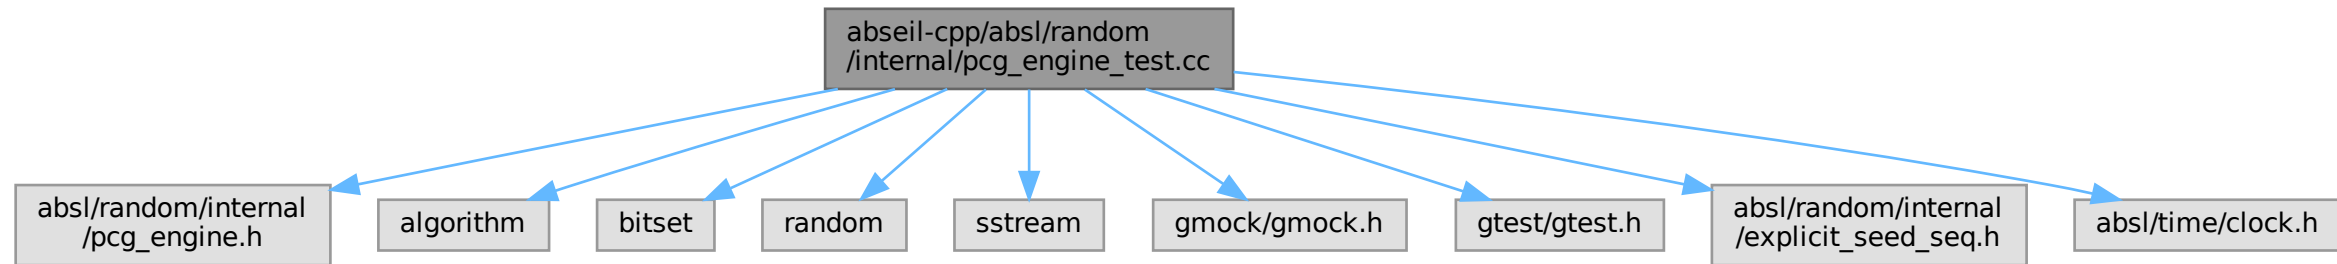 abseil-cpp/absl/random
/internal/pcg_engine_test.cc
absl/random/internal
/pcg_engine.h
algorithm
bitset
random
sstream
gmock/gmock.h
gtest/gtest.h
absl/random/internal
/explicit_seed_seq.h
absl/time/clock.h